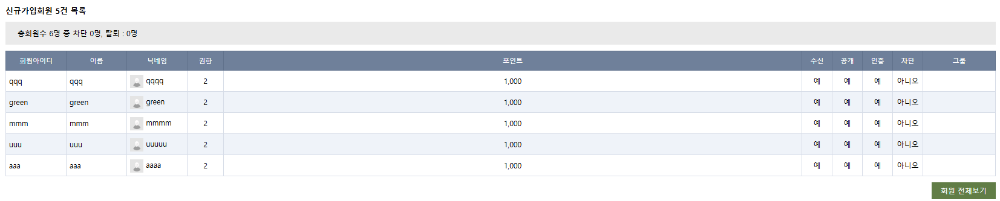 신규가입회원 5건 목록
총회원수 6명 중 차단 0명, 탈퇴 : 0명
회원아이디 이름 닉네임 권한 포인트 수신 공개 인증 차단 그룹
qqq qqq qqqq 2 1,000 예 예 예 아니오
green green green 2 1,000 예 예 예 아니오
mmm mmm mmmm 2 1,000 예 예 예 아니오
uuu uuu uuuuu 2 1,000 예 예 예 아니오
aaa aaa aaaa 2 1,000 예 예 예 아니오
회원 전체보기